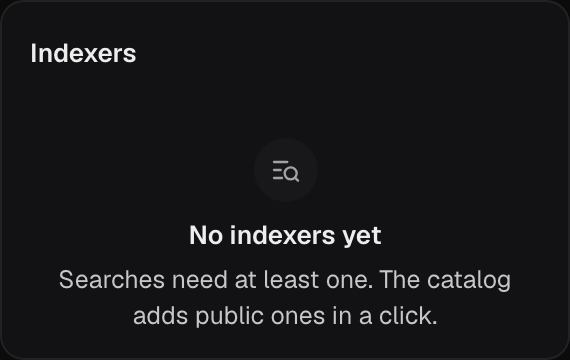 Indexers
No indexers yet
Searches need at least one. The catalog
adds public ones in a click.